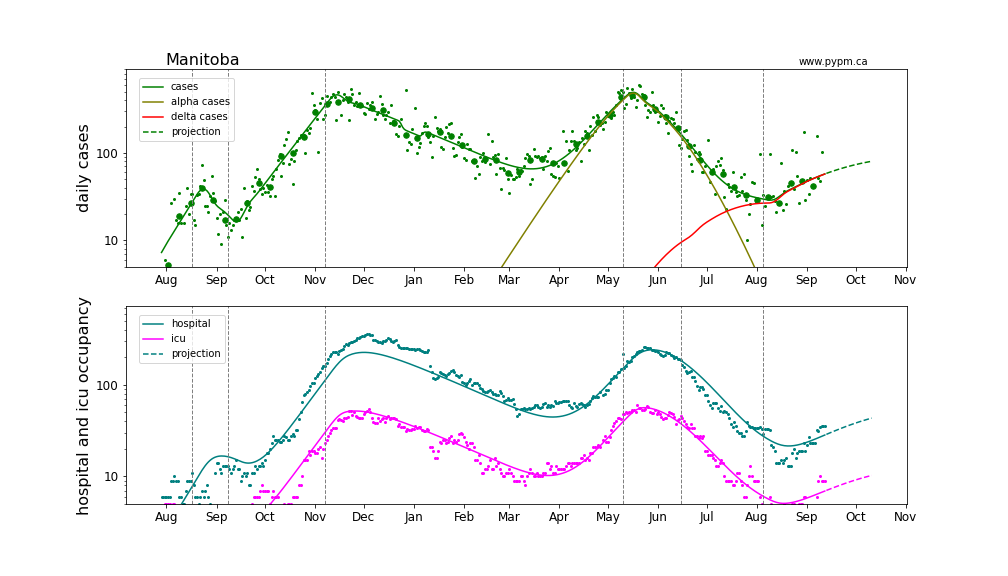 Manitoba
www.pypm.ca
cases
alpha cases
delta cases
projection
daily cases
100
10
Aug Sep Oct Nov Dec Jan Feb Mar Apr May Jun Jul Aug Sep Oct Nov
hospital
icu
projection
hospital and icu occupancy
100
10
Aug Sep Oct Nov Dec Jan Feb Mar Apr May Jun Jul Aug Sep Oct Nov